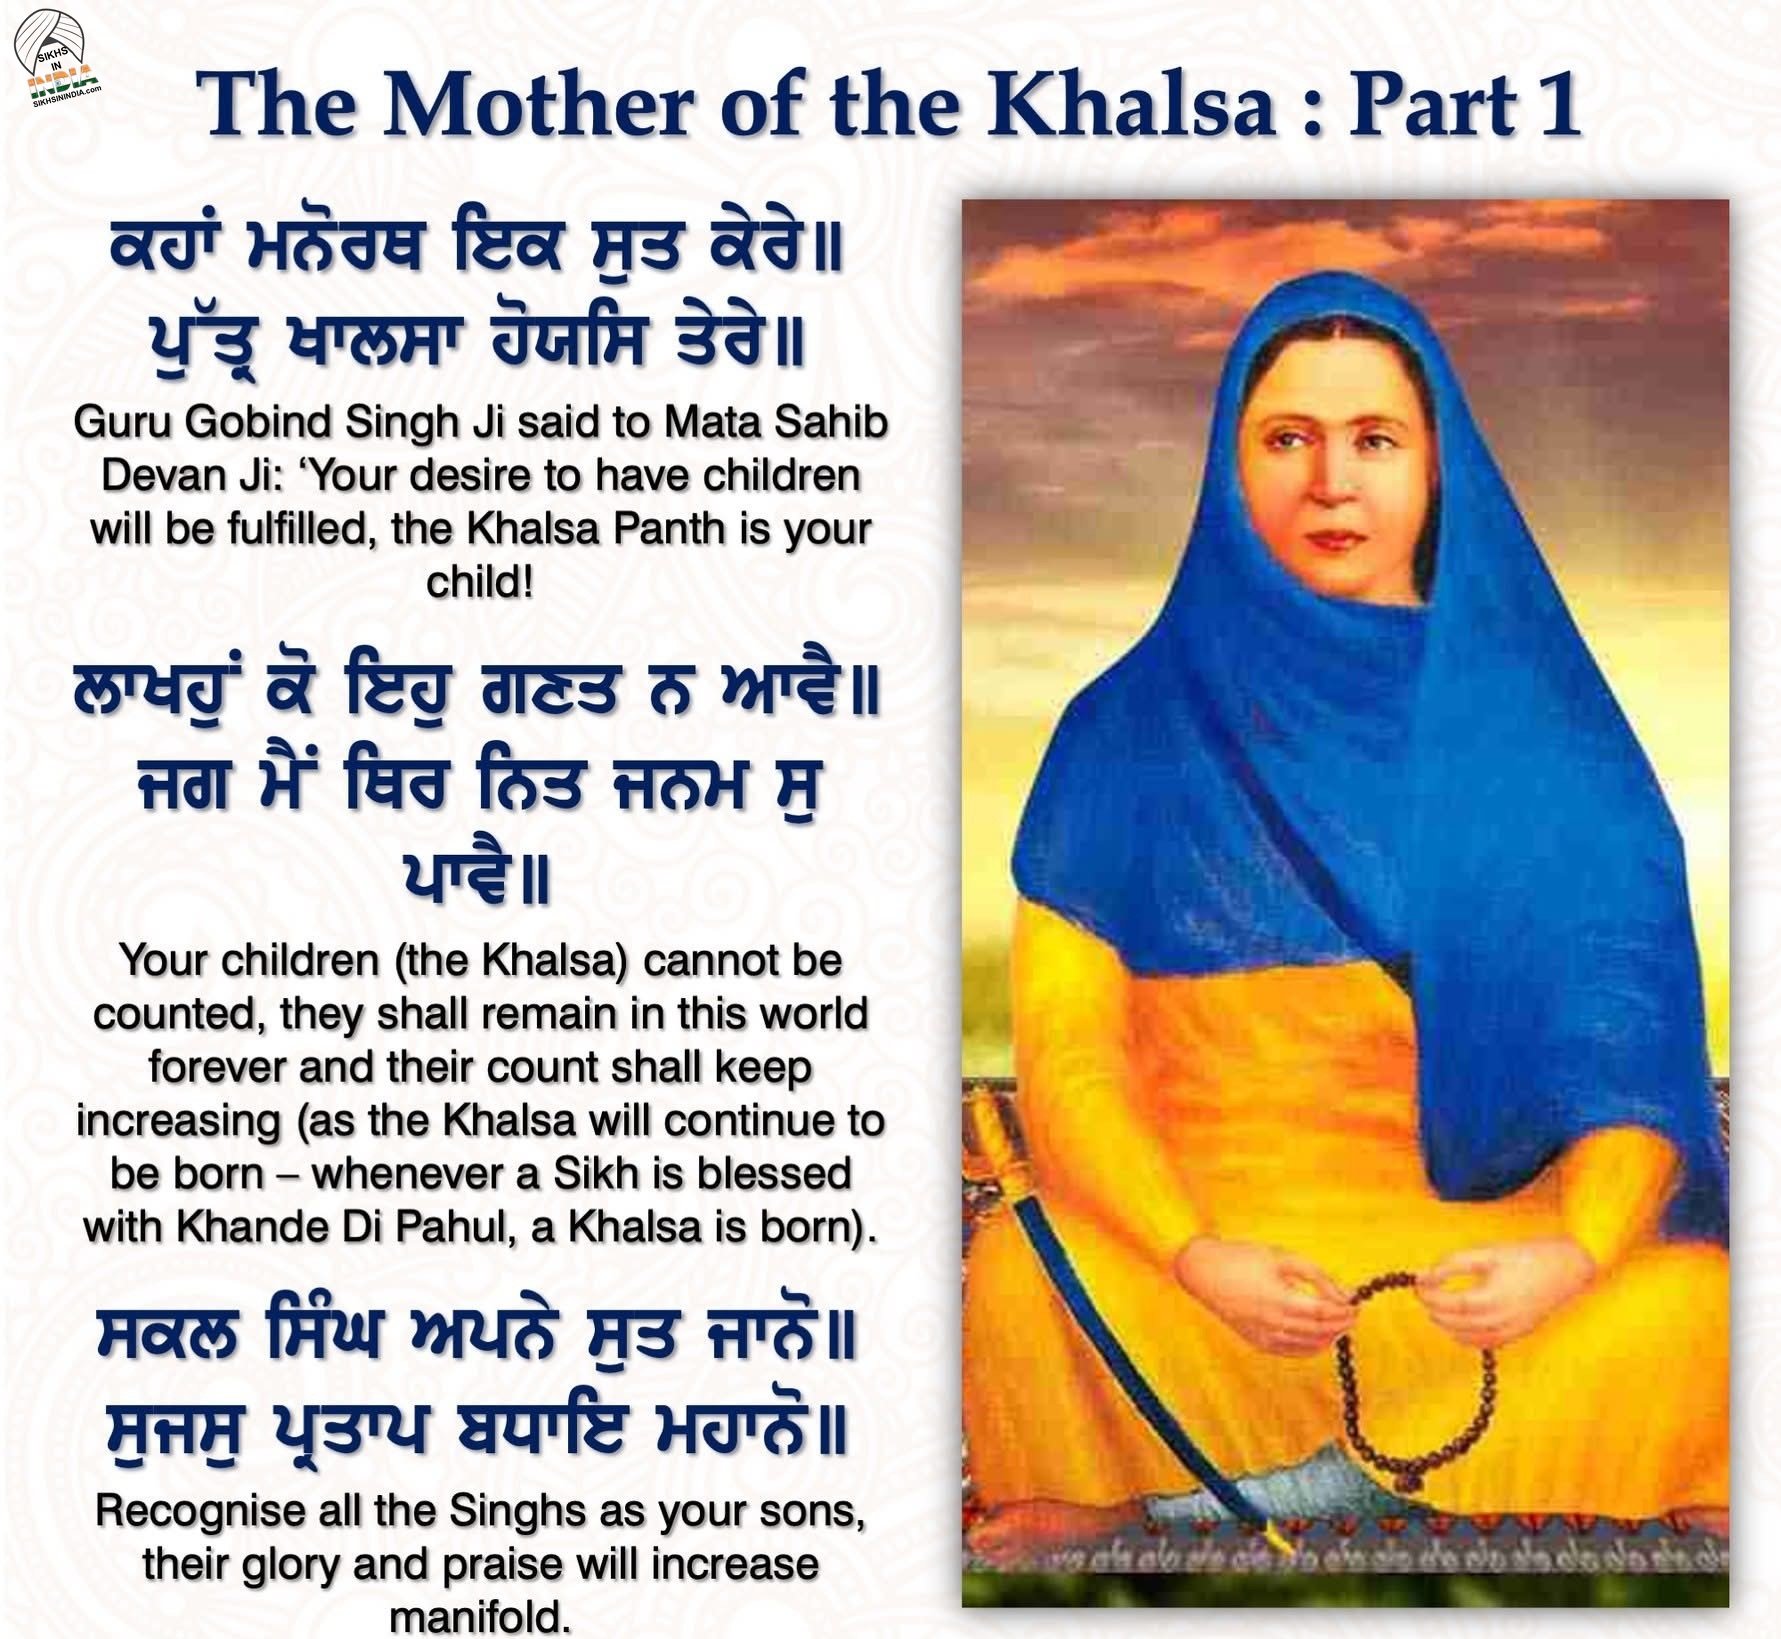 SIKHS
IN
INDIA
SIKHSININDIA.com
The Mother of the Khalsa : Part 1
ਕਹਾਂ ਮਨੋਰਥ ਇਕ ਸੁਤ ਕੇਰੇ॥
ਪੁੱਤ੍ਰ ਖਾਲਸਾ ਹੋਯਸਿ ਤੇਰੇ॥
Guru Gobind Singh Ji said to Mata Sahib
Devan Ji: ‘Your desire to have children
will be fulfilled, the Khalsa Panth is your
child!
ਲਾਖਹੁਂ ਕੋ ਇਹੁ ਗਣਤ ਨ ਆਵੈ॥
ਜਗ ਮੈਂ ਥਿਰ ਨਿਤ ਜਨਮ ਸੁ
ਪਾਵੈ॥
Your children (the Khalsa) cannot be
counted, they shall remain in this world
forever and their count shall keep
increasing (as the Khalsa will continue to
be born – whenever a Sikh is blessed
with Khande Di Pahul, a Khalsa is born).
ਸਕਲ ਸਿੰਘ ਅਪਨੇ ਸੁਤ ਜਾਨੋ॥
ਸੁਜਸੁ ਪ੍ਰਤਾਪ ਬਧਾਇ ਮਹਾਨੋ॥
Recognise all the Singhs as your sons,
their glory and praise will increase
manifold.